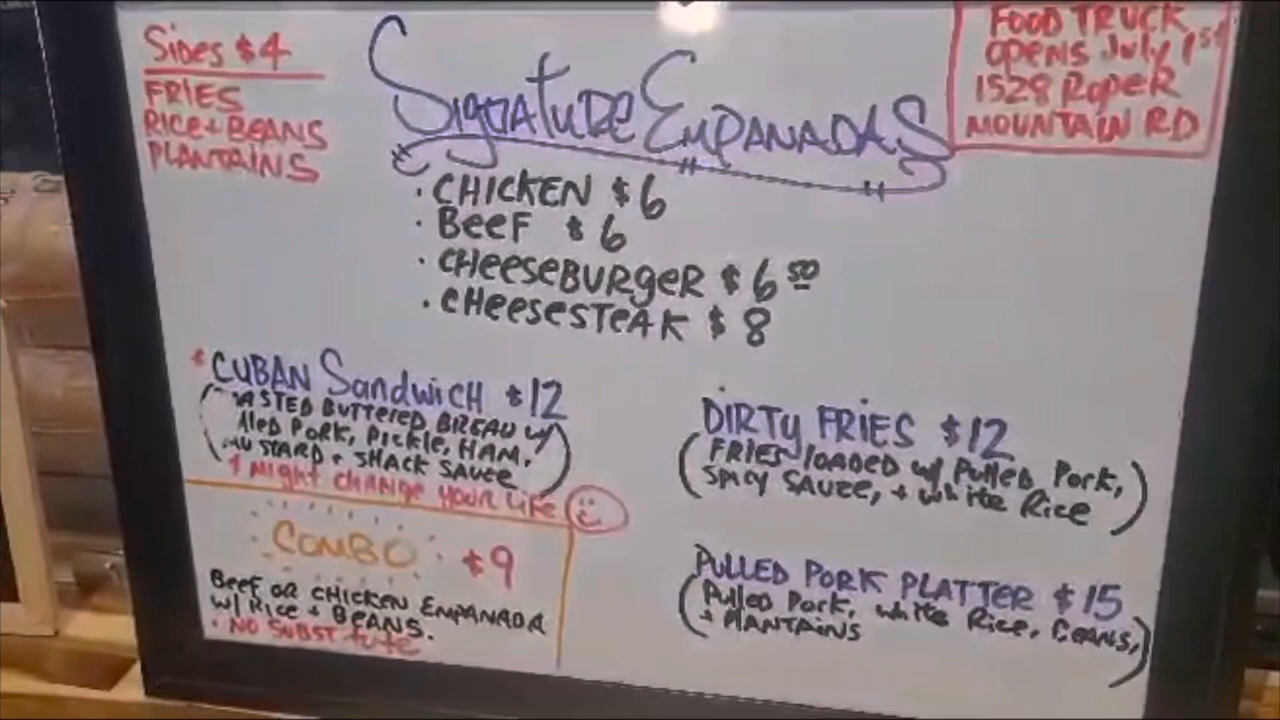 Sides $4
FRIES
RICE + BEANS
PLANTAINS
Signature Empanadas
FOOD TRUCK
opens July 1st
1528 Roper
MOUNTAIN RD
· CHICKEN $6
· BEEF $6
· CHEESEBURGER $6 50
· CHEESESTEAK $8
* CUBAN Sandwich $12
(ASTED BUTTERED BREAD w/
PORK, PICKLE, HAM,
USTARD + SHACK SAUCE)
Might change YOUR LIFE
DIRTY FRIES $12
(FRIES LOADED w/ Pulled Pork,
SPICY SAUCE, + white Rice)
COMBO $9
BEEF OR CHICKEN EMPANADA
w/ RICE + BEANS.
· NO SUBSTITUTE
PULLED PORK PLATTER $15
(Pulled Pork, white Rice, BEANS,
+ PLANTAINS)